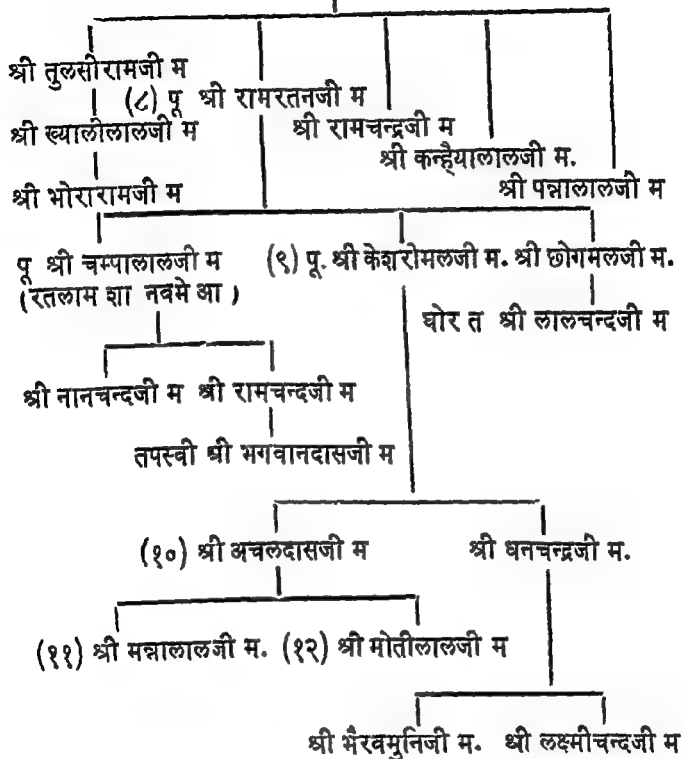 श्री तुलसीरामजी म
(८) पू श्री रामरतनजी म
श्री ख्यालीलालजी म
श्री रामचन्द्रजी म
श्री कन्हैयालालजी म.
श्री भोरारामजी म
श्री पन्नालालजी म
पू श्री चम्पालालजी म (९) पू. श्री केशरोमलजी म. श्री छोगमलजी म.
(रतलाम शा नवमे आ )
घोर त श्री लालचन्दजी म
श्री नानचन्दजी म श्री रामचन्दजी म
तपस्वी श्री भगवानदासजी म
(१०) श्री अचलदासजी म श्री धनचन्द्रजी म.
(११) श्री मन्नालालजी म. (१२) श्री मोतीलालजी म
श्री भैरवमुनिजी म. श्री लक्ष्मीचन्दजी म